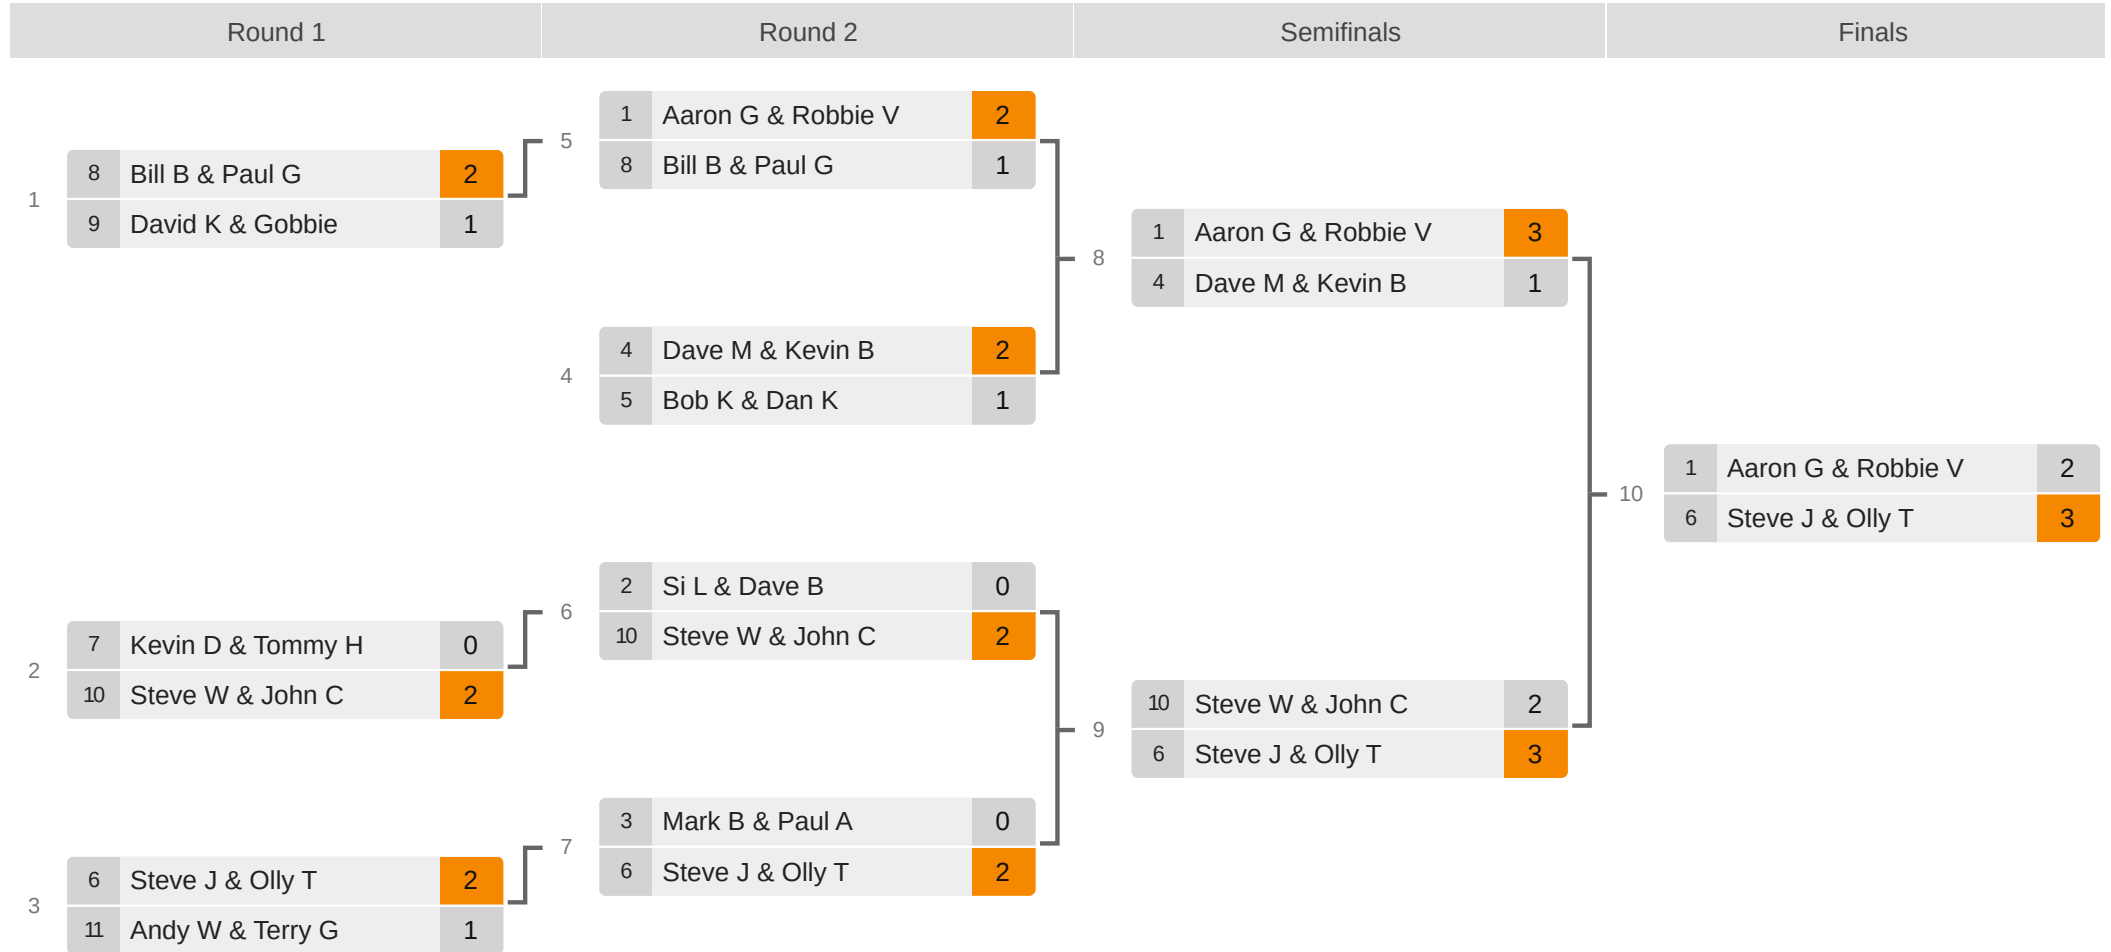 Round 1 Round 2 Semifinals Finals
1
8 Bill B & Paul G 2
9 David K & Gobbie 1
2
7 Kevin D & Tommy H 0
10 Steve W & John C 2
3
6 Steve J & Olly T 2
11 Andy W & Terry G 1
5
1 Aaron G & Robbie V 2
8 Bill B & Paul G 1
4
4 Dave M & Kevin B 2
5 Bob K & Dan K 1
6
2 Si L & Dave B 0
10 Steve W & John C 2
7
3 Mark B & Paul A 0
6 Steve J & Olly T 2
8
1 Aaron G & Robbie V 3
4 Dave M & Kevin B 1
9
10 Steve W & John C 2
6 Steve J & Olly T 3
10
1 Aaron G & Robbie V 2
6 Steve J & Olly T 3